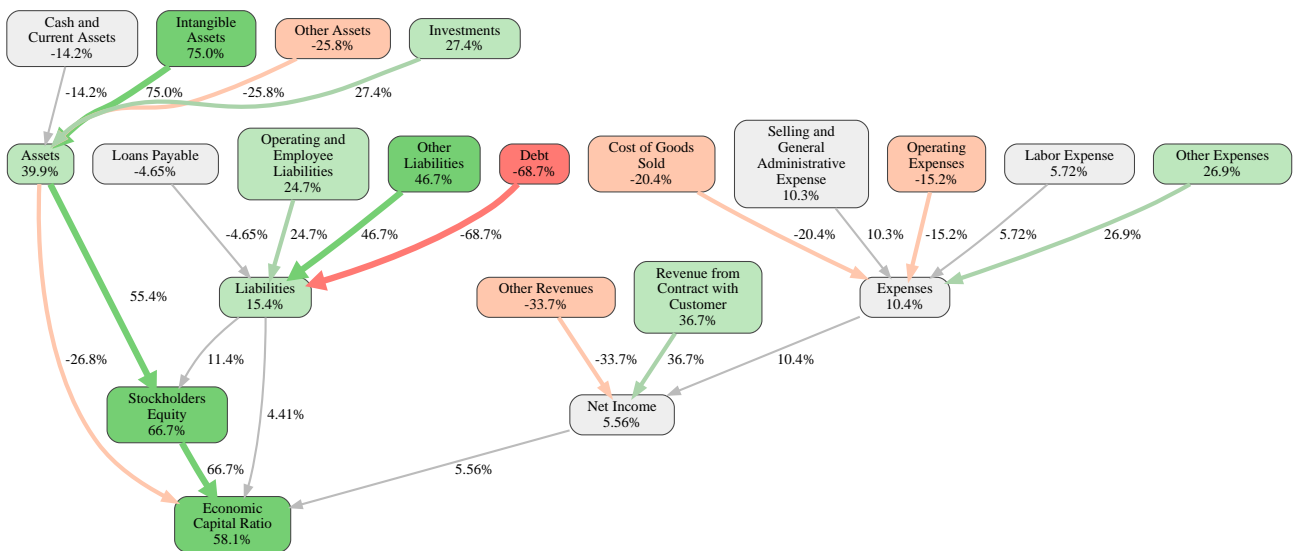 Cash and
Current Assets
-14.2%
Intangible
Assets
75.0%
Other Assets
-25.8%
Investments
27.4%
-14.2%
75.0%
-25.8%
27.4%
Assets
39.9%
Loans Payable
-4.65%
Operating and
Employee
Liabilities
24.7%
Other
Liabilities
46.7%
Debt
-68.7%
Cost of Goods
Sold
-20.4%
Selling and
General
Administrative
Expense
10.3%
Operating
Expenses
-15.2%
Labor Expense
5.72%
Other Expenses
26.9%
-4.65%
24.7%
46.7%
-68.7%
-20.4%
10.3%
-15.2%
5.72%
26.9%
Liabilities
15.4%
Other Revenues
-33.7%
Revenue from
Contract with
Customer
36.7%
Expenses
10.4%
55.4%
-26.8%
11.4%
-33.7%
36.7%
10.4%
Stockholders
Equity
66.7%
4.41%
Net Income
5.56%
66.7%
5.56%
Economic
Capital Ratio
58.1%